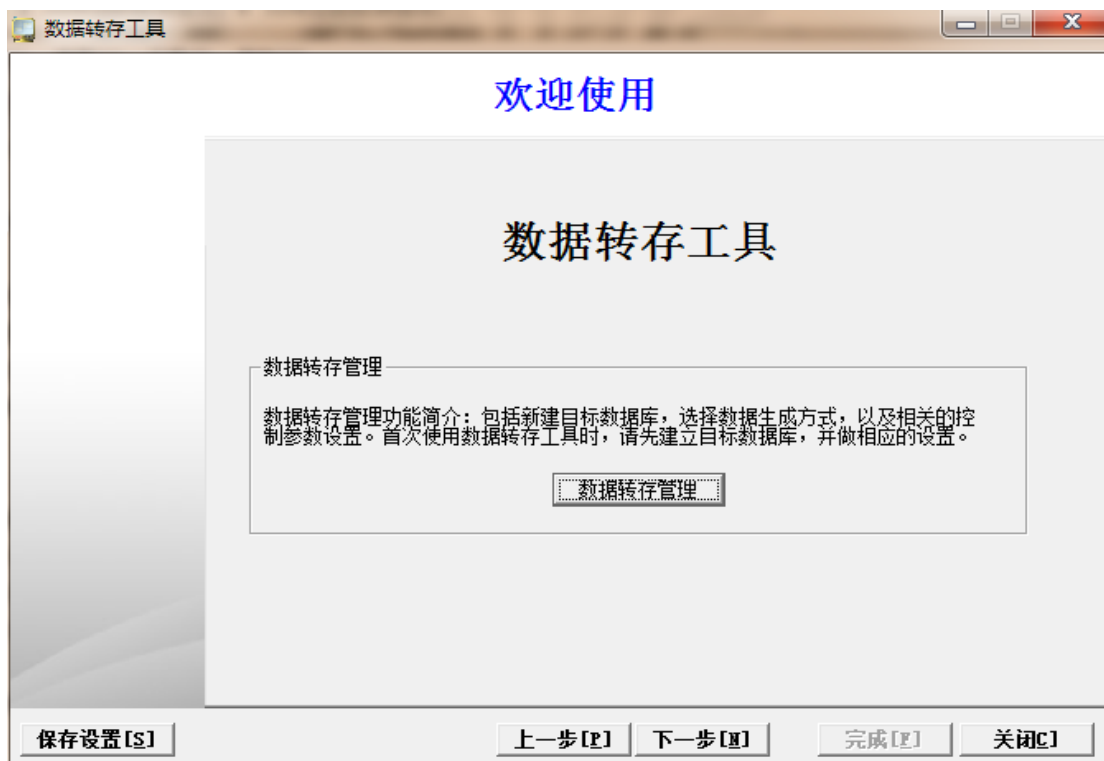 数据转存工具
欢迎使用
数据转存工具
数据转存管理
数据转存管理功能简介：包括新建目标数据库，选择数据生成方式，以及相关的控
制参数设置。首次使用数据转存工具时，请先建立目标数据库，并做相应的设置。
数据转存管理
保存设置[S] 上一步[P] 下一步[N] 完成[F] 关闭C]